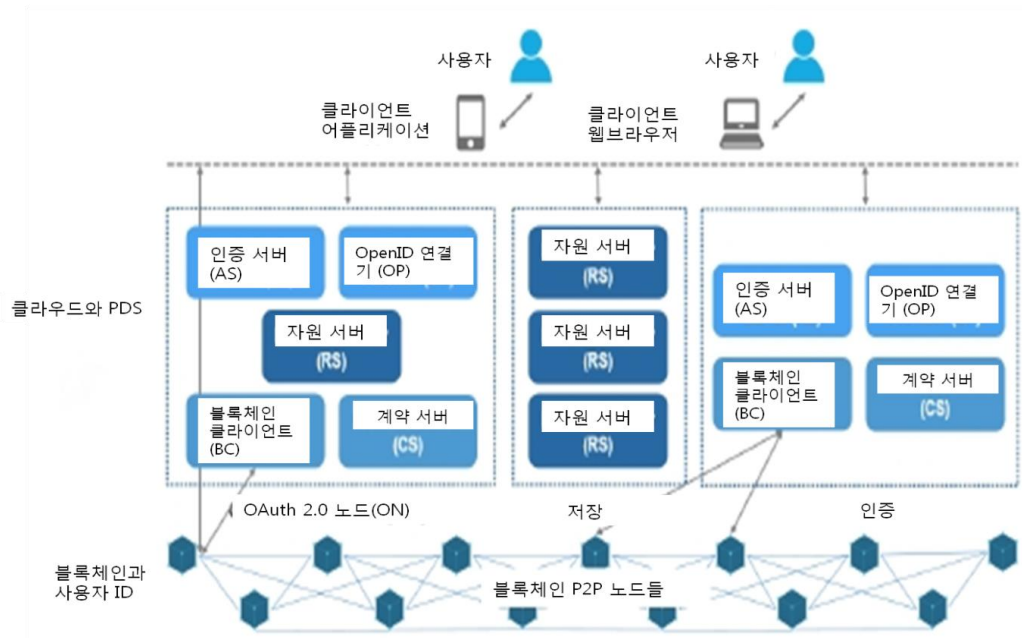 사용자
사용자
클라이언트
어플리케이션
클라이언트
웹브라우저
클라우드와 PDS
인증 서버
(AS)
OpenID 연결
기 (OP)
자원 서버
(RS)
블록체인
클라이언트
(BC)
계약 서버
(CS)
자원 서버
(RS)
자원 서버
(RS)
자원 서버
(RS)
인증 서버
(AS)
OpenID 연결
기 (OP)
블록체인
클라이언트
(BC)
계약 서버
(CS)
OAuth 2.0 노드(ON)
저장
인증
블록체인과
사용자 ID
블록체인 P2P 노드들